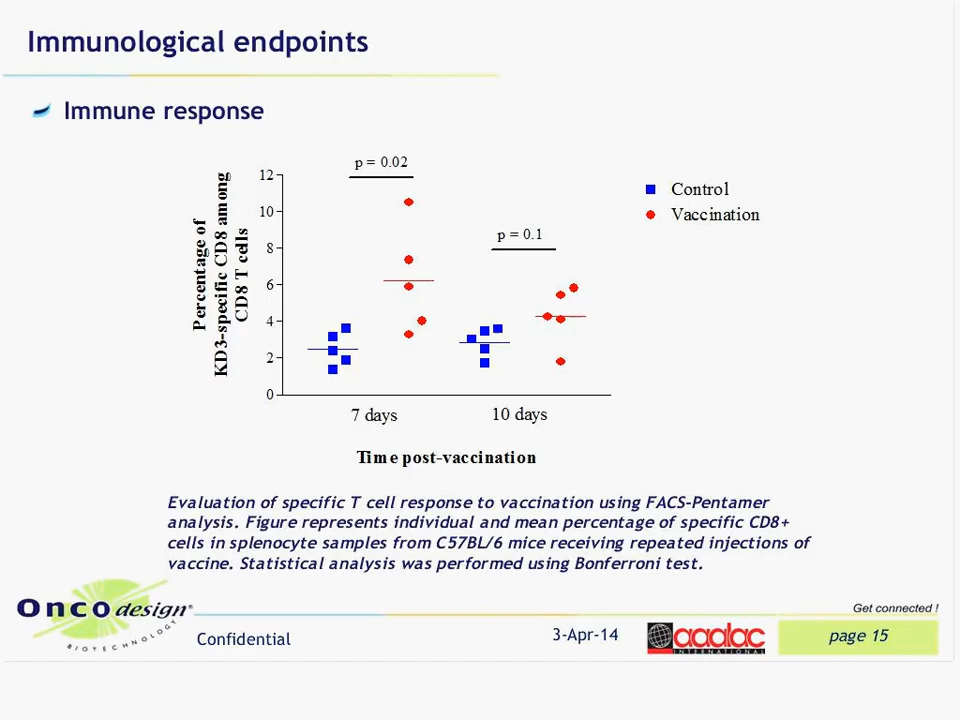 Immunological endpoints
Immune response
p = 0.02
p = 0.1
Control
Vaccination
Percentage of
KD3-specific CD8 among
CD8 T cells
12
10
8
6
4
2
0
7 days
10 days
Time post-vaccination
Evaluation of specific T cell response to vaccination using FACS-Pentamer
analysis. Figure represents individual and mean percentage of specific CD8+
cells in splenocyte samples from C57BL/6 mice receiving repeated injections of
vaccine. Statistical analysis was performed using Bonferroni test.
Get connected !
Oncodesign®
BIOTECHNOLOGY
Confidential
3-Apr-14
aaalac
INTERNATIONAL
page 15